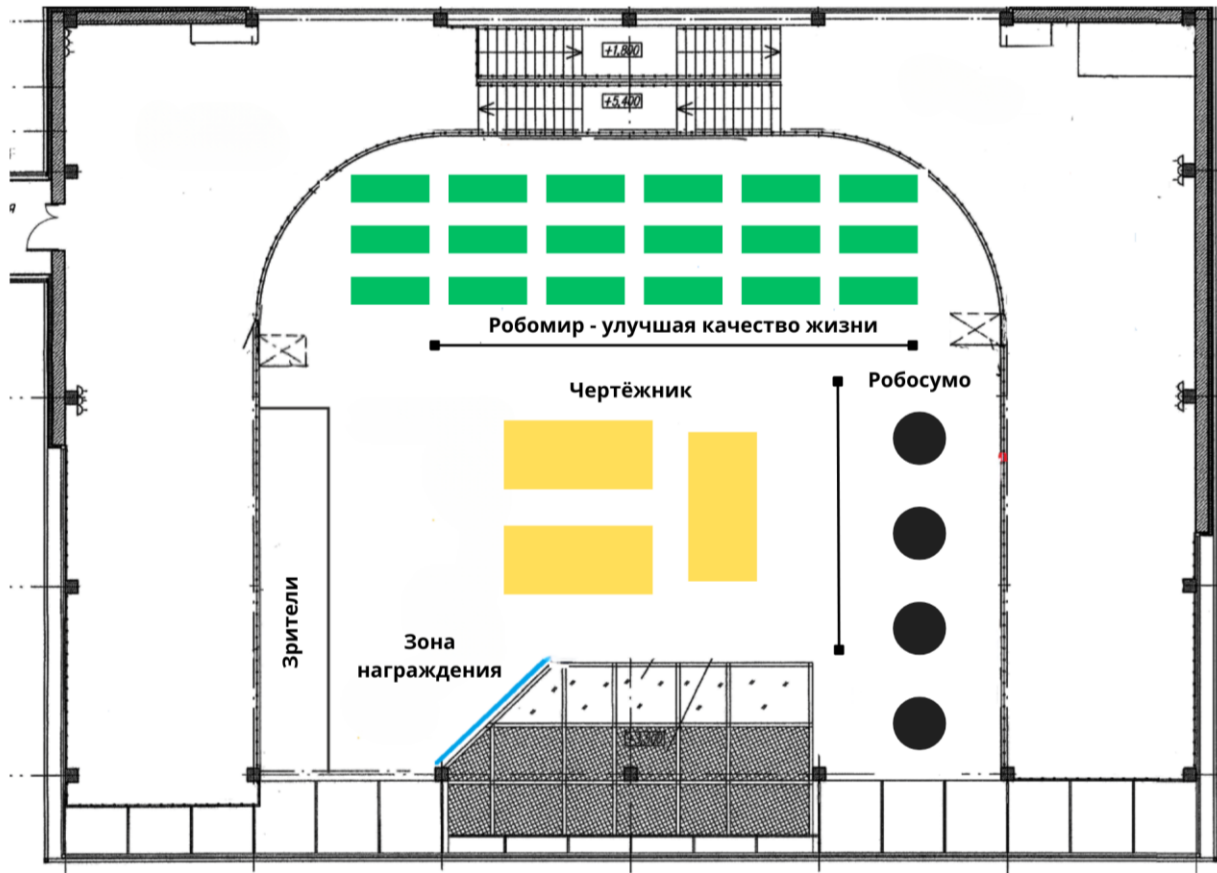 +1,800
+5,400
Робомир - улучшая качество жизни
Чертёжник
Робосумо
Зрители
Зона
награждения